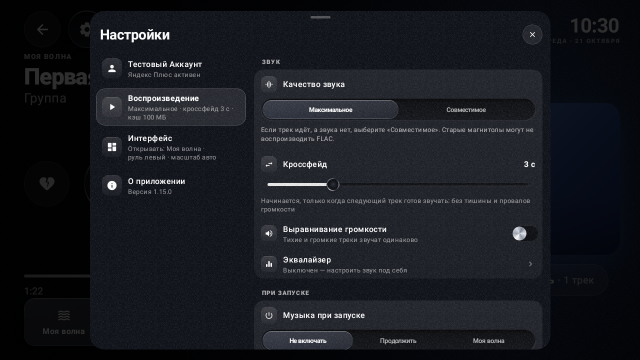 10:30
Настройки
МОЯ ВОЛНА
Группа
Тестовый Аккаунт
Яндекс Плюс активен
Воспроизведение
Максимальное · кроссфейд 3 с ·
кэш 100 МБ
Интерфейс
Открывать: Моя волна ·
руль левый · масштаб авто
О приложении
Версия 1.15.0
ЗВУК
Качество звука
Максимальное
Совместимое
Если трек идёт, а звука нет, выберите «Совместимое». Старые магнитолы могут не
воспроизводить FLAC.
Кроссфейд
3 с
Начинается, только когда следующий трек готов звучать: без тишины и провалов
громкости
Выравнивание громкости
Тихие и громкие треки звучат одинаково
Эквалайзер
Выключен — настроить звук под себя
ПРИ ЗАПУСКЕ
Музыка при запуске
Не включать
Продолжить
Моя волна
1:22
Моя волна
· 1 трек